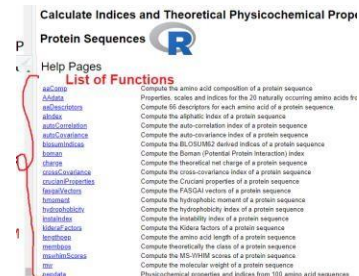 Calculate Indices and Theoretical Physicochemical Prope
Protein Sequences R
P
Help Pages
List of Functions
aaComp Compute the amino acid composition of a protein sequence
AAdata Properties, scales and indices for the 20 naturally occurring amino acids fro
aaDescriptors Compute 66 descriptors for each amino acid of a protein sequence
aIndex Compute the aliphatic index of a protein sequence
autoCorrelation Compute the auto-correlation index of a protein sequence
autoCovariance Compute the auto-covariance index of a protein sequence
blosumIndices Compute the BLOSUM62 derived indices of a protein sequence
boman Compute the Boman (Potential Protein Interaction) index
charge Compute the theoretical net charge of a protein sequence
crossCovariance Compute the cross-covariance index of a protein sequence
crucianiProperties Compute the Cruciani properties of a protein sequence
fasgaiVectors Compute the FASGAI vectors of a protein sequence
hmoment Compute the hydrophobic moment of a protein sequence
hydrophobicity Compute the hydrophobicity index of a protein sequence
instaIndex Compute the instability index of a protein sequence
kideraFactors Compute the Kidera factors of a protein sequence
lengthpep Compute the amino acid length of a protein sequence
membpos Compute theoretically the class of a protein sequence
mswhimScores Compute the MS-WHIM scores of a protein sequence
mw Compute the molecular weight of a protein sequence
pepdata Physicochemical properties and indices from 100 amino acid sequences